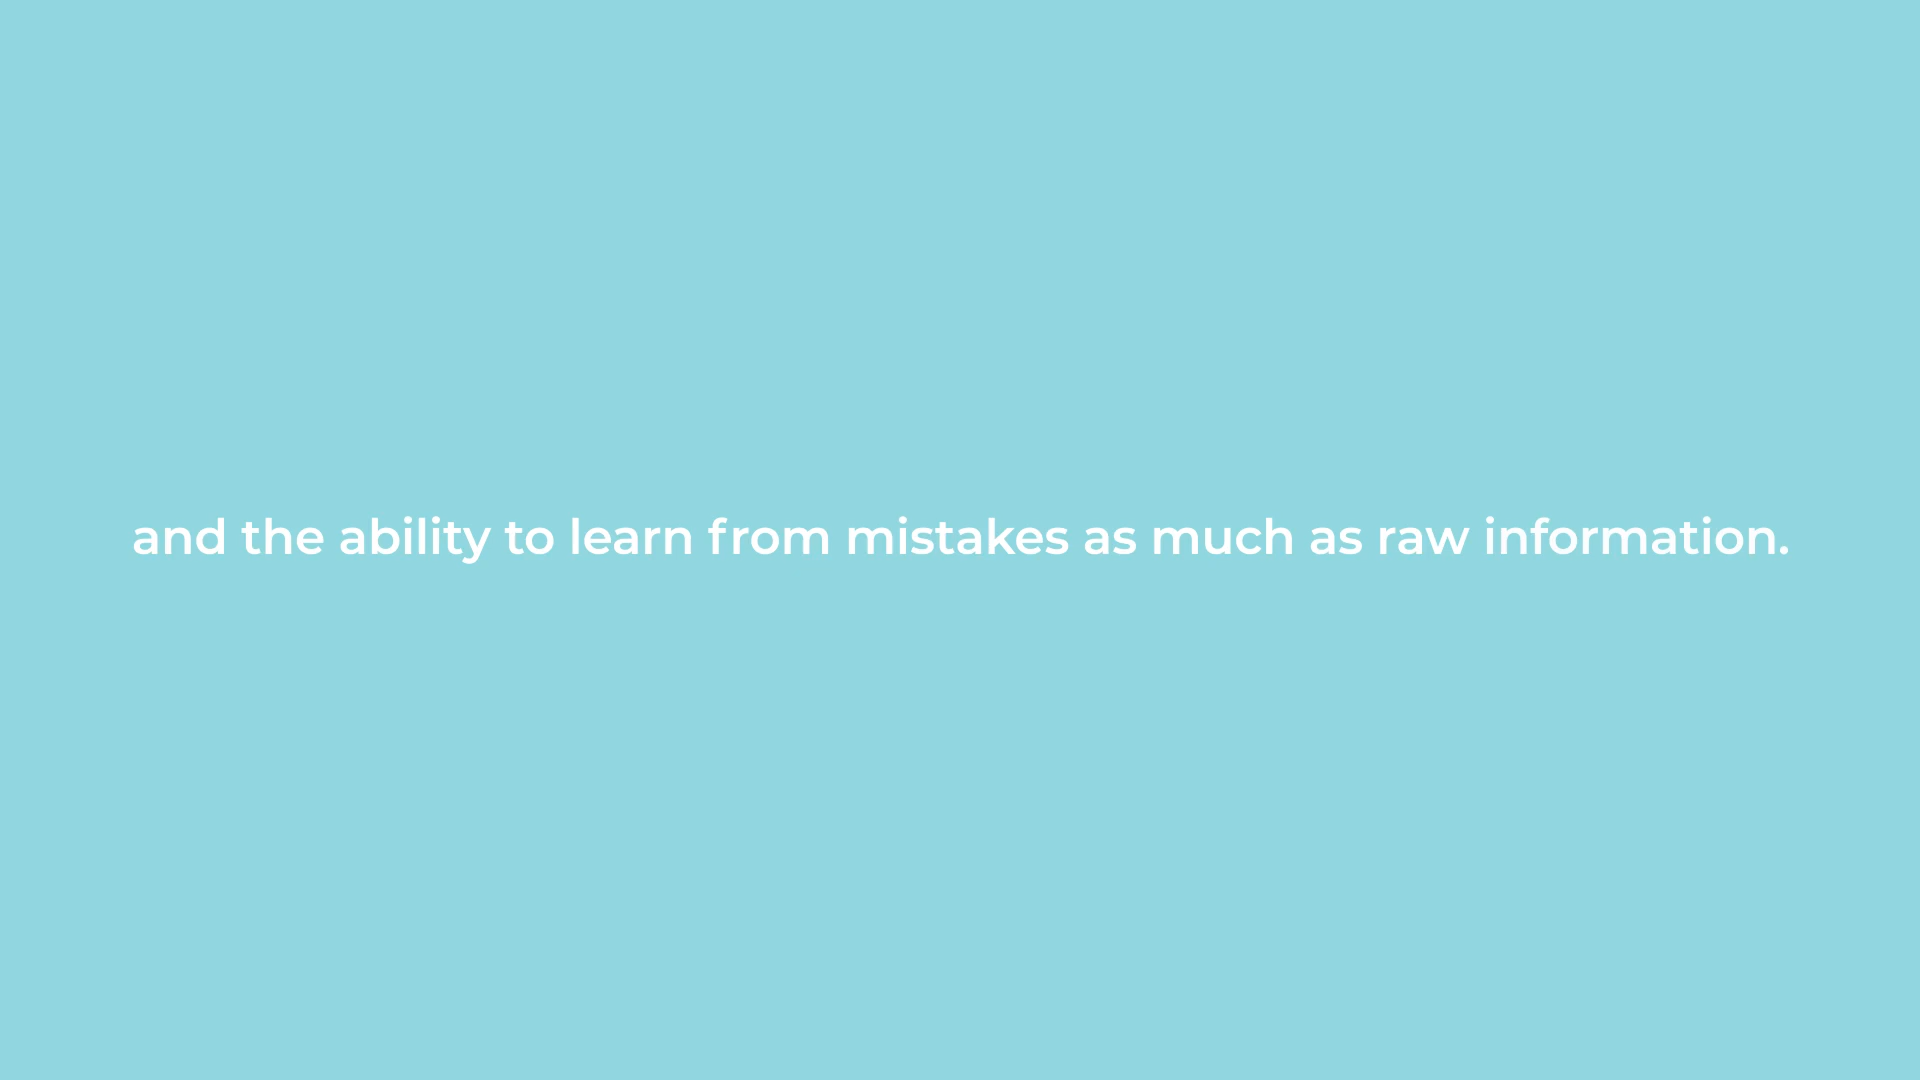 and the ability to learn from mistakes as much as raw information.